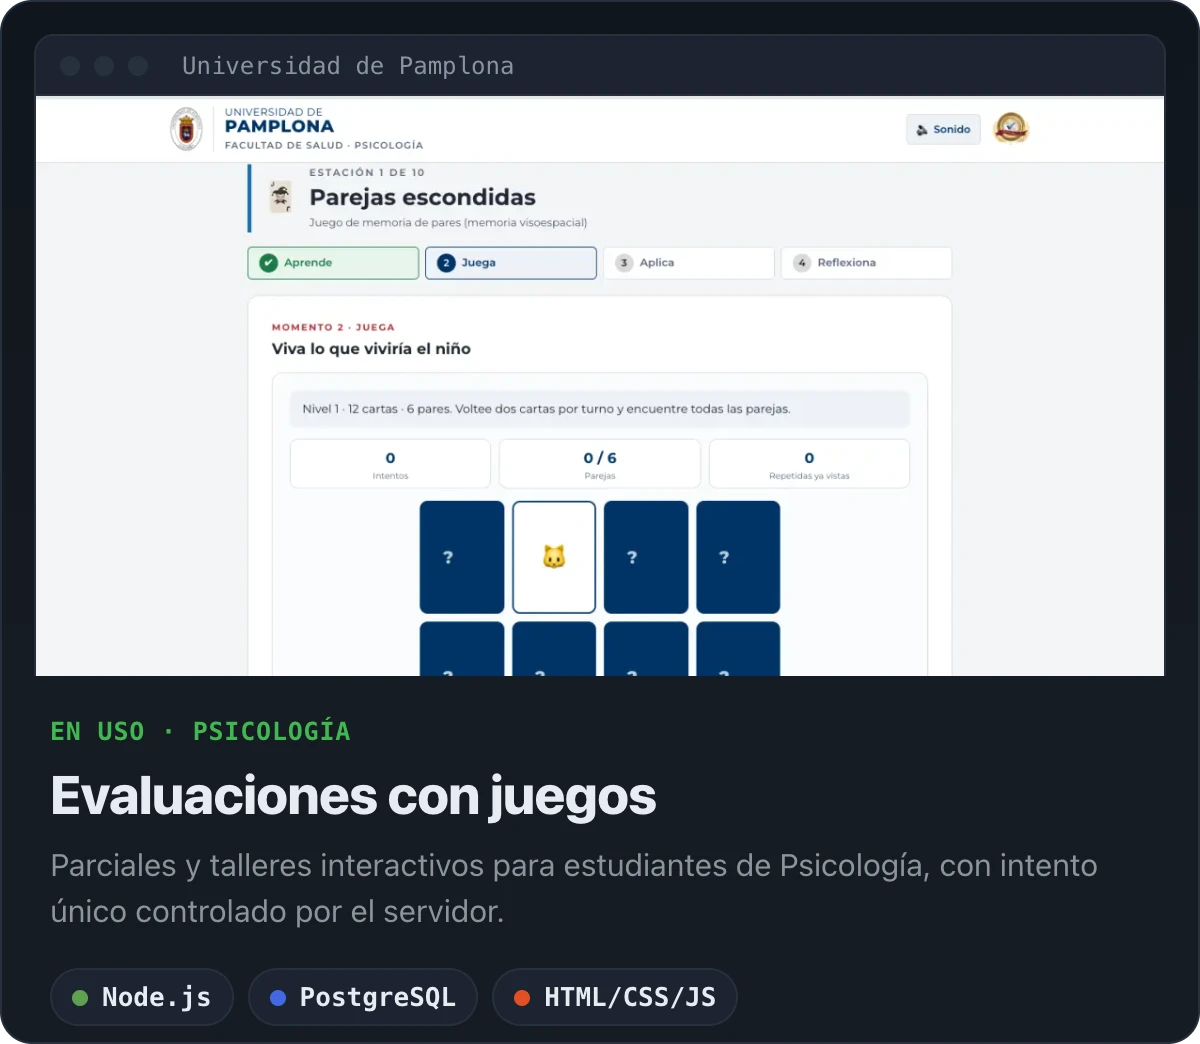 Universidad de Pamplona
UNIVERSIDAD DE
PAMPLONA
FACULTAD DE SALUD · PSICOLOGÍA
Sonido
ESTACIÓN 1 DE 10
Parejas escondidas
Juego de memoria de pares (memoria visoespacial)
✔ Aprende
2 Juega
3 Aplica
4 Reflexiona
MOMENTO 2 · JUEGA
Viva lo que viviría el niño
Nivel 1 · 12 cartas · 6 pares. Voltee dos cartas por turno y encuentre todas las parejas.
0
Intentos
0 / 6
Parejas
0
Repetidas ya vistas
? ? ?
? ? ? ?
EN USO · PSICOLOGÍA
Evaluaciones con juegos
Parciales y talleres interactivos para estudiantes de Psicología, con intento
único controlado por el servidor.
Node.js
PostgreSQL
HTML/CSS/JS